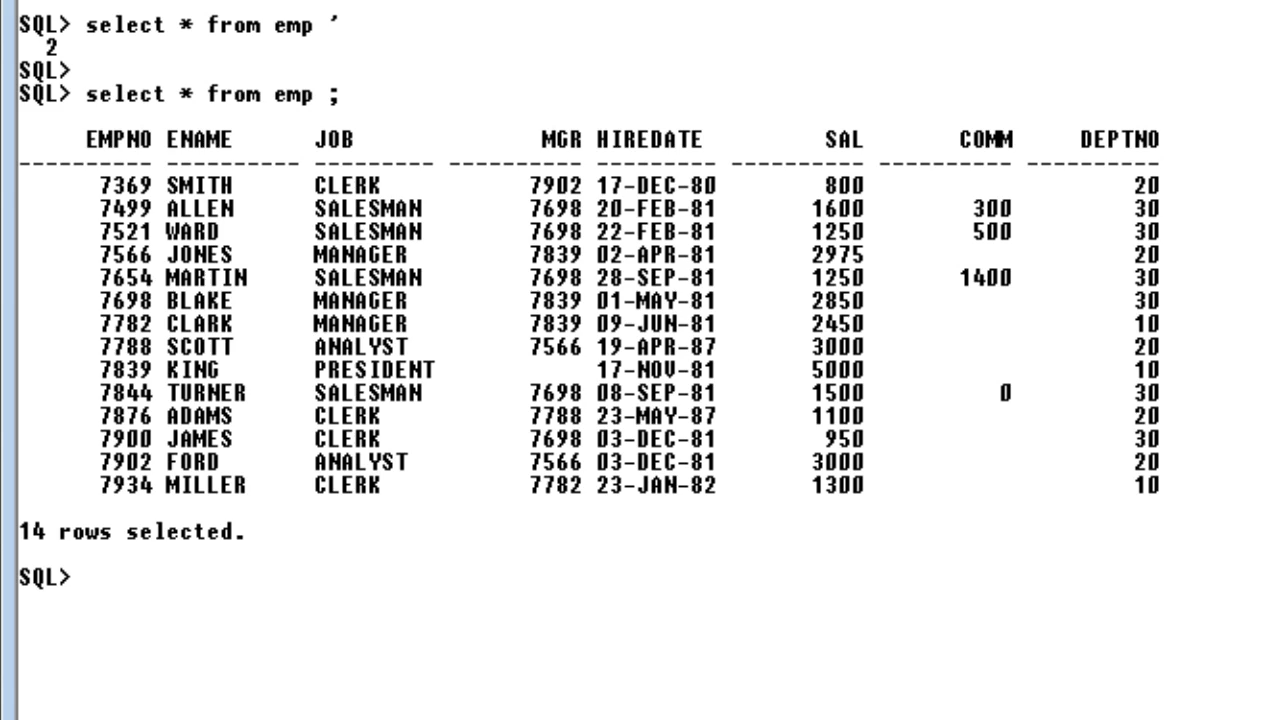 SQL> select * from emp '
  2
SQL>
SQL> select * from emp ;
     EMPNO ENAME      JOB              MGR HIREDATE         SAL       COMM     DEPTNO
---------- ---------- --------- ---------- --------- ---------- ---------- ----------
      7369 SMITH      CLERK           7902 17-DEC-80        800                    20
      7499 ALLEN      SALESMAN        7698 20-FEB-81       1600        300         30
      7521 WARD       SALESMAN        7698 22-FEB-81       1250        500         30
      7566 JONES      MANAGER         7839 02-APR-81       2975                    20
      7654 MARTIN     SALESMAN        7698 28-SEP-81       1250       1400         30
      7698 BLAKE      MANAGER         7839 01-MAY-81       2850                    30
      7782 CLARK      MANAGER         7839 09-JUN-81       2450                    10
      7788 SCOTT      ANALYST         7566 19-APR-87       3000                    20
      7839 KING       PRESIDENT            17-NOV-81       5000                    10
      7844 TURNER     SALESMAN        7698 08-SEP-81       1500          0         30
      7876 ADAMS      CLERK           7788 23-MAY-87       1100                    20
      7900 JAMES      CLERK           7698 03-DEC-81        950                    30
      7902 FORD       ANALYST         7566 03-DEC-81       3000                    20
      7934 MILLER     CLERK           7782 23-JAN-82       1300                    10
14 rows selected.
SQL>